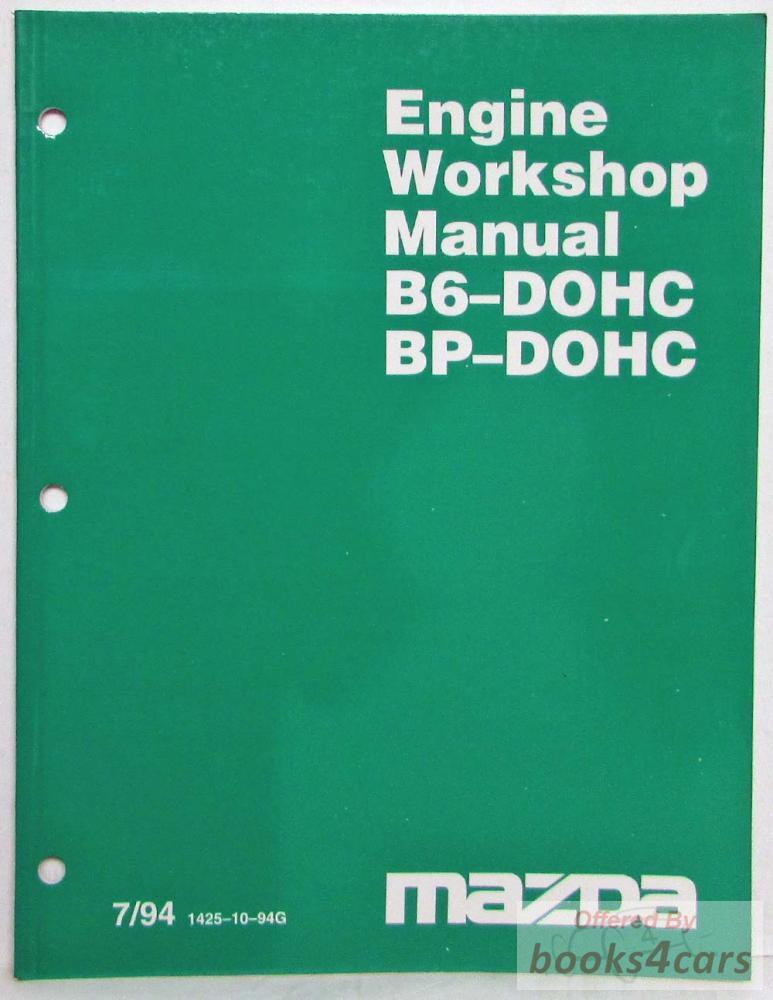 Engine
Workshop
Manual
B6–DOHC
BP–DOHC
7/94 1425–10–94G
mazda
Offered By
books4cars